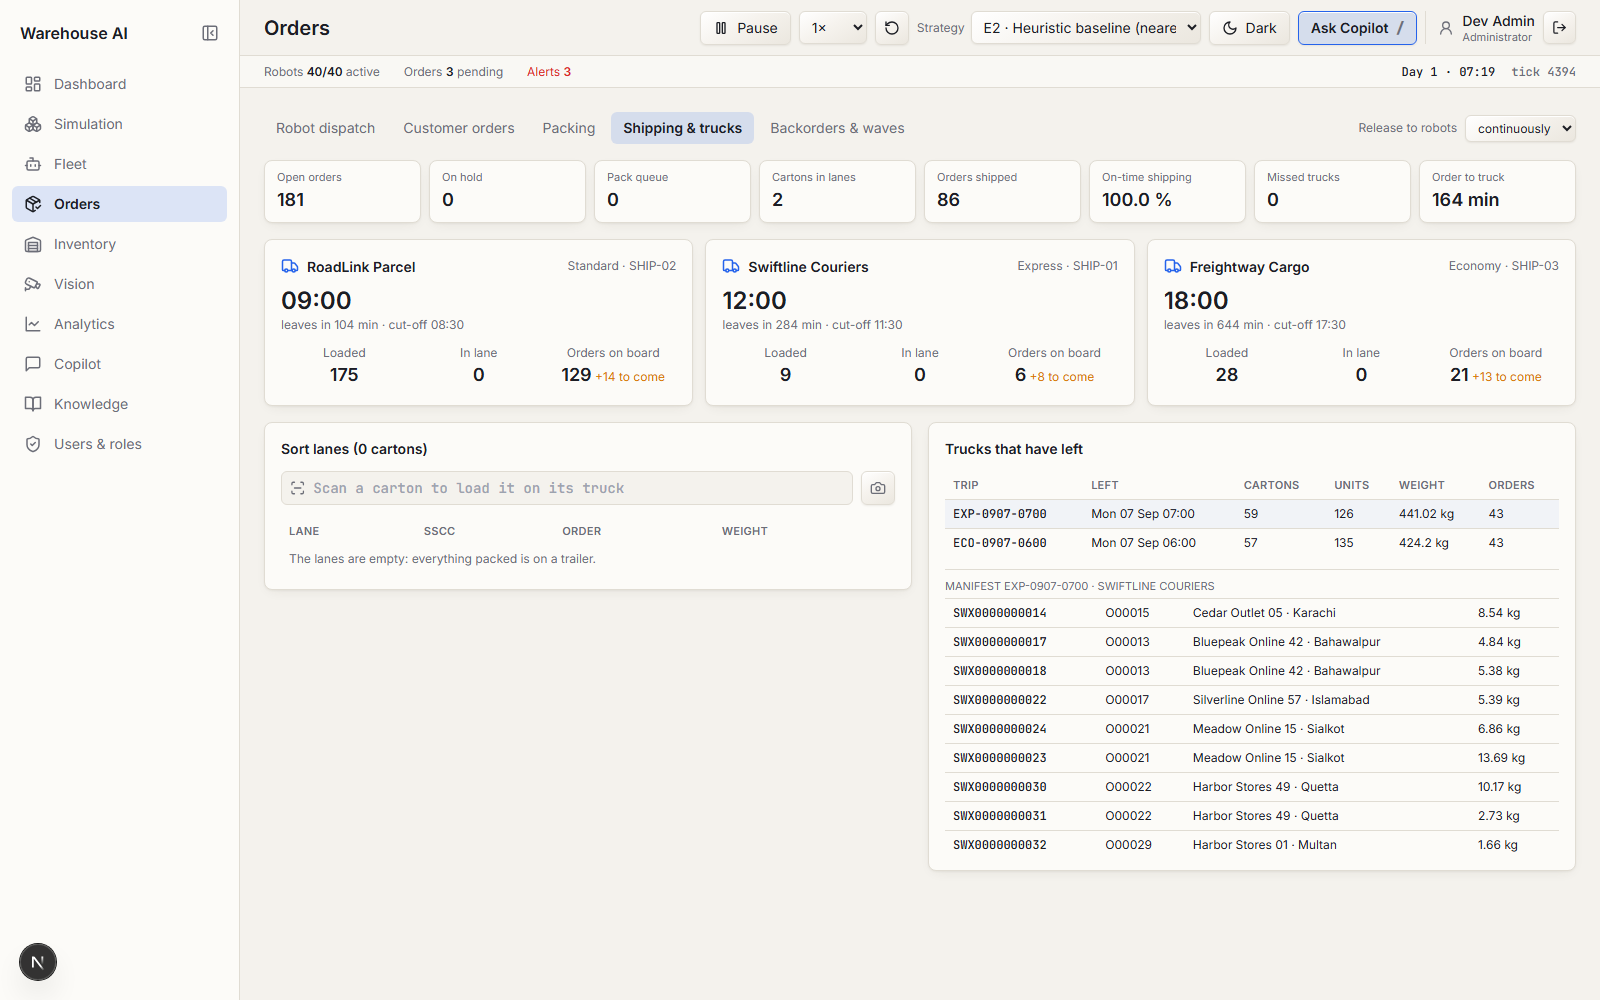 Warehouse AI
Dashboard
Simulation
Fleet
Orders
Inventory
Vision
Analytics
Copilot
Knowledge
Users & roles
N
Orders
Pause
1×
Strategy
E2 · Heuristic baseline (neare
Dark
Ask Copilot /
Dev Admin
Administrator
Robots 40/40 active
Orders 3 pending
Alerts 3
Day 1 · 07:19
tick 4394
Robot dispatch
Customer orders
Packing
Shipping & trucks
Backorders & waves
Release to robots
continuously
Open orders
181
On hold
0
Pack queue
0
Cartons in lanes
2
Orders shipped
86
On-time shipping
100.0 %
Missed trucks
0
Order to truck
164 min
RoadLink Parcel
Standard · SHIP-02
09:00
leaves in 104 min · cut-off 08:30
Loaded
In lane
Orders on board
175
0
129 +14 to come
Swiftline Couriers
Express · SHIP-01
12:00
leaves in 284 min · cut-off 11:30
Loaded
In lane
Orders on board
9
0
6 +8 to come
Freightway Cargo
Economy · SHIP-03
18:00
leaves in 644 min · cut-off 17:30
Loaded
In lane
Orders on board
28
0
21 +13 to come
Sort lanes (0 cartons)
Scan a carton to load it on its truck
LANE SSCC ORDER WEIGHT
The lanes are empty: everything packed is on a trailer.
Trucks that have left
TRIP LEFT CARTONS UNITS WEIGHT ORDERS
EXP-0907-0700 Mon 07 Sep 07:00 59 126 441.02 kg 43
ECO-0907-0600 Mon 07 Sep 06:00 57 135 424.2 kg 43
MANIFEST EXP-0907-0700 · SWIFTLINE COURIERS
SWX0000000014 O00015 Cedar Outlet 05 · Karachi 8.54 kg
SWX0000000017 O00013 Bluepeak Online 42 · Bahawalpur 4.84 kg
SWX0000000018 O00013 Bluepeak Online 42 · Bahawalpur 5.38 kg
SWX0000000022 O00017 Silverline Online 57 · Islamabad 5.39 kg
SWX0000000024 O00021 Meadow Online 15 · Sialkot 6.86 kg
SWX0000000023 O00021 Meadow Online 15 · Sialkot 13.69 kg
SWX0000000030 O00022 Harbor Stores 49 · Quetta 10.17 kg
SWX0000000031 O00022 Harbor Stores 49 · Quetta 2.73 kg
SWX0000000032 O00029 Harbor Stores 01 · Multan 1.66 kg